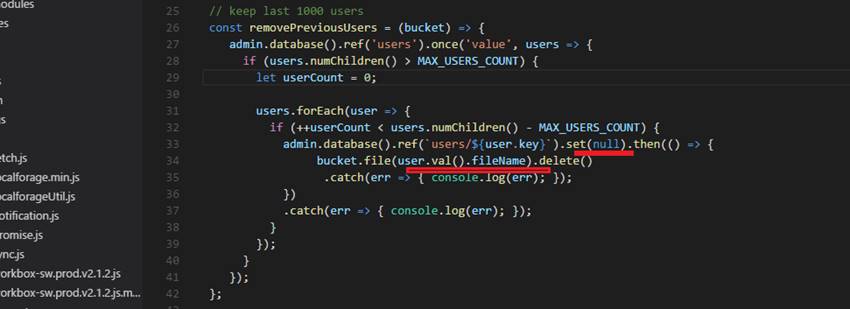 modules
es
s
n
s
etch.js
ocalforage.min.js
ocalforageUtil.js
otification.js
romise.js
ync.js
orkbox-sw.prod.v2.1.2.js
orkbox-sw.prod.v2.1.2.js.m...
25 // keep last 1000 users
26 const removePreviousUsers = (bucket) => {
27 admin.database().ref('users').once('value', users => {
28 if (users.numChildren() > MAX_USERS_COUNT) {
29 let userCount = 0;
30
31 users.forEach(user => {
32 if (++userCount < users.numChildren() - MAX_USERS_COUNT) {
33 admin.database().ref(`users/${user.key}`).set(null).then(() => {
34 bucket.file(user.val().fileName).delete()
35 .catch(err => { console.log(err); });
36 })
37 .catch(err => { console.log(err); });
38 }
39 });
40 }
41 });
42 };